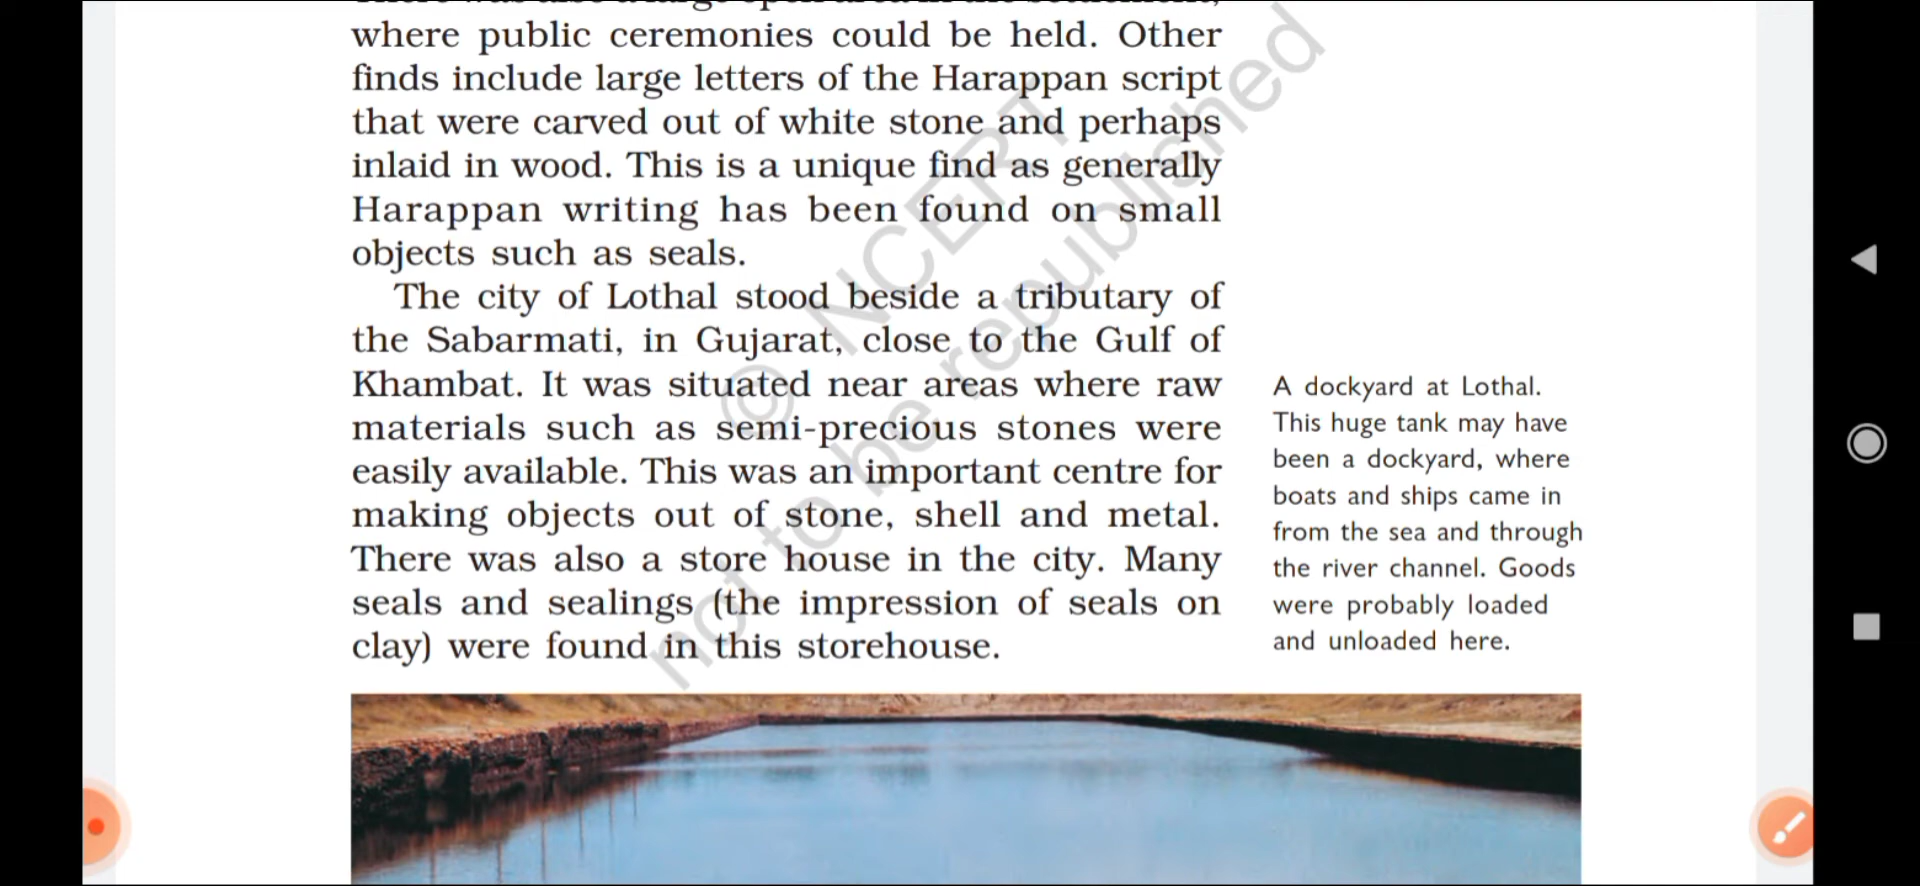 where public ceremonies could be held. Other
finds include large letters of the Harappan script
that were carved out of white stone and perhaps
inlaid in wood. This is a unique find as generally
Harappan writing has been found on small
objects such as seals.
The city of Lothal stood beside a tributary of
the Sabarmati, in Gujarat, close to the Gulf of
Khambat. It was situated near areas where raw
materials such as semi-precious stones were
easily available. This was an important centre for
making objects out of stone, shell and metal.
There was also a store house in the city. Many
seals and sealings (the impression of seals on
clay) were found in this storehouse.
A dockyard at Lothal.
This huge tank may have
been a dockyard, where
boats and ships came in
from the sea and through
the river channel. Goods
were probably loaded
and unloaded here.
© NCERT
not to be republished